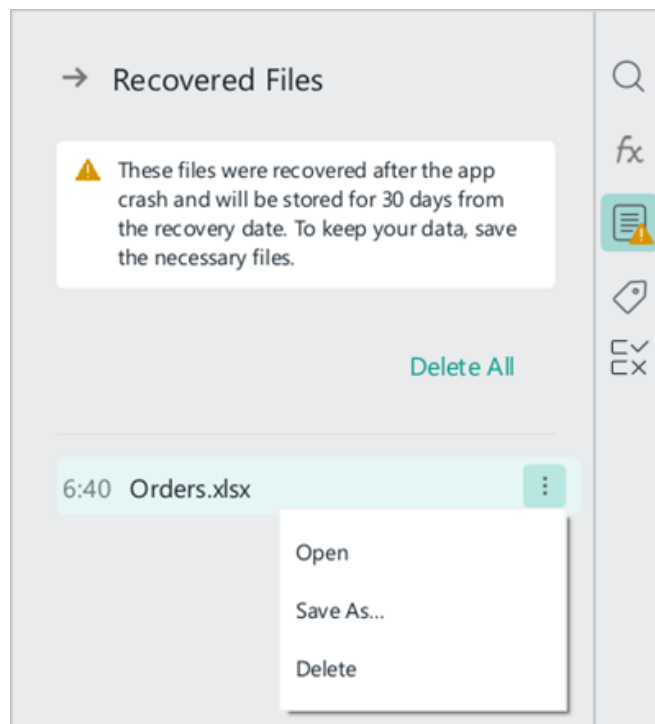 Recovered Files
These files were recovered after the app
crash and will be stored for 30 days from
the recovery date. To keep your data, save
the necessary files.
Delete All
6:40 Orders.xlsx
Open
Save As...
Delete
fx